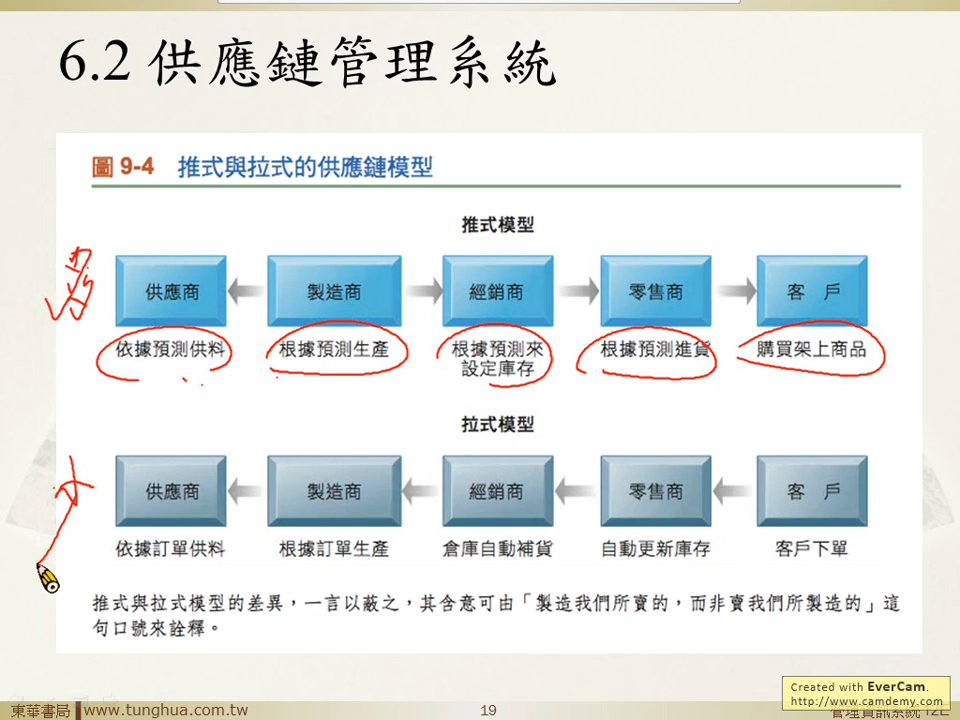 6.2 供應鏈管理系統
圖 9-4 推式與拉式的供應鏈模型
推式模型
供應商 製造商 經銷商 零售商 客 戶
依據預測供料 根據預測生產 根據預測來 根據預測進貨 購買架上商品
設定庫存
拉式模型
供應商 製造商 經銷商 零售商 客 戶
依據訂單供料 根據訂單生產 倉庫自動補貨 自動更新庫存 客戶下單
推式與拉式模型的差異，一言以蔽之，其含意可由「製造我們所賣的，而非賣我們所製造的」這
句口號來詮釋。
Created with EverCam.
http://www.camdemy.com
東華書局 www.tunghua.com.tw 19 管理資訊系統 12E